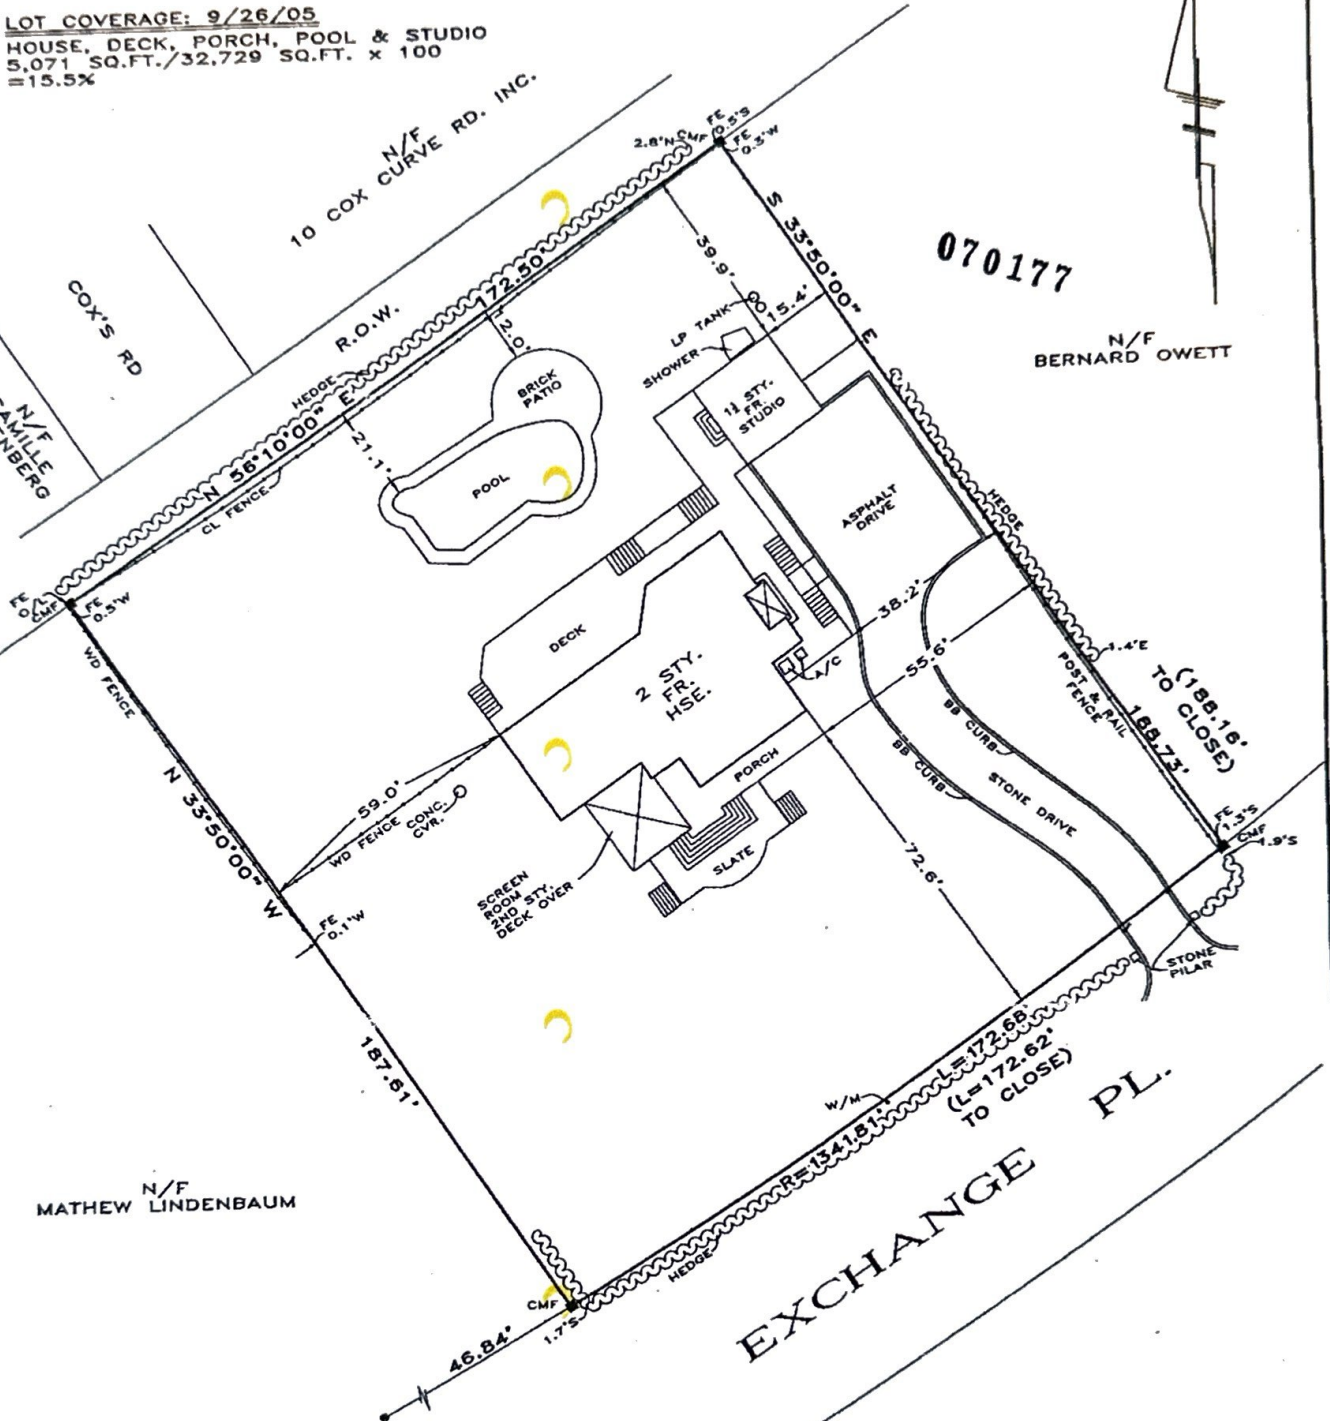 LOT COVERAGE: 9/26/05
HOUSE, DECK, PORCH, POOL & STUDIO
5,071 SQ.FT./32,729 SQ.FT. x 100
=15.5%
N/F
10 COX CURVE RD. INC.
COX'S RD
R.O.W.
N/F
HEDGE
N 56°10'00" E
172.50'
CL FENCE
2.8'N
CMF
FE
0.5'S
FE
0.3'W
S 33°50'00" E
070177
N/F
BERNARD OWETT
39.9'
15.4'
LP TANK
SHOWER
1½ STY.
FR.
STUDIO
BRICK
PATIO
POOL
21.1'
ASPHALT
DRIVE
HEDGE
FE
O/L
CMF
FE
0.5'W
WD FENCE
N 33°50'00" W
DECK
2 STY.
FR.
HSE.
A/C
38.2'
55.6'
1.4'E
POST & RAIL
FENCE
188.73'
(188.16'
TO CLOSE)
BB CURB
BB CURB
STONE DRIVE
PORCH
SLATE
59.0'
WD FENCE
CONC.
CVR.
SCREEN
ROOM
2ND STY.
DECK OVER
72.6'
FE
1.3'S
CMF
1.9'S
STONE
PILAR
FE
0.1'W
187.61'
L=172.68'
(L=172.62'
TO CLOSE)
W/M
R=1341.81'
HEDGE
EXCHANGE PL.
N/F
MATHEW LINDENBAUM
CMF
1.7'S
46.84'